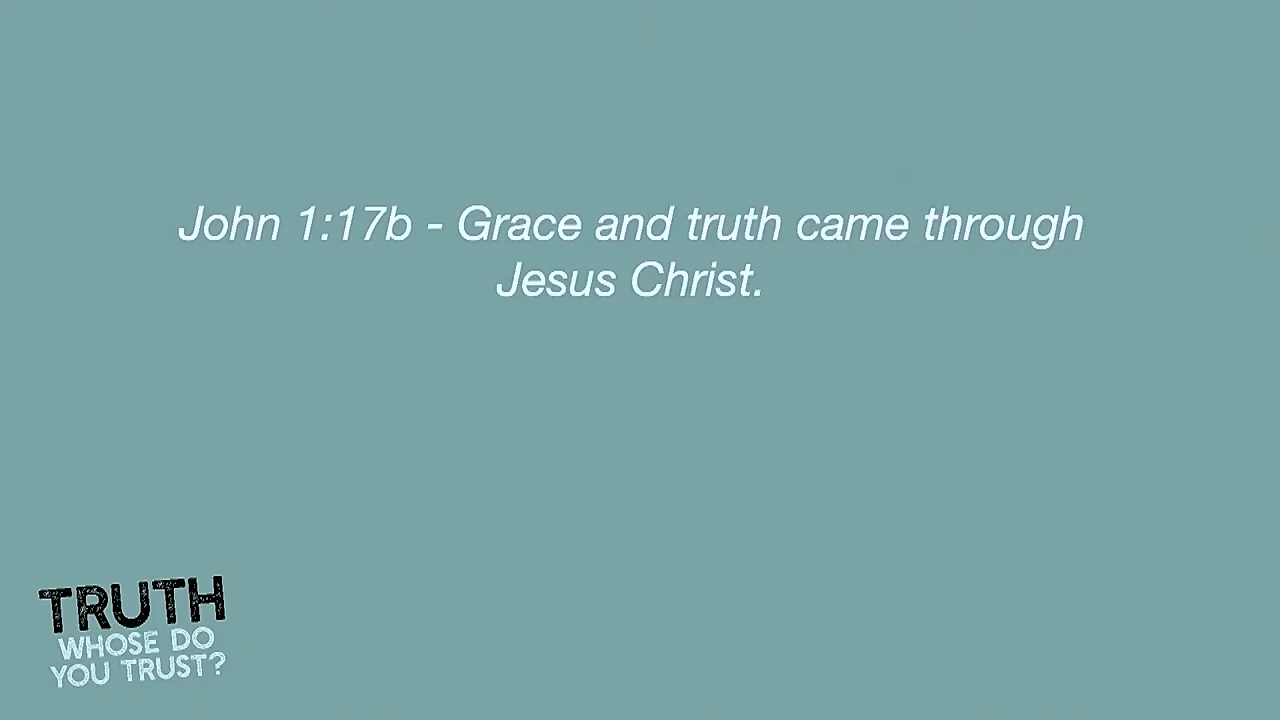 John 1:17b - Grace and truth came through
Jesus Christ.
TRUTH
WHOSE DO
YOU TRUST?